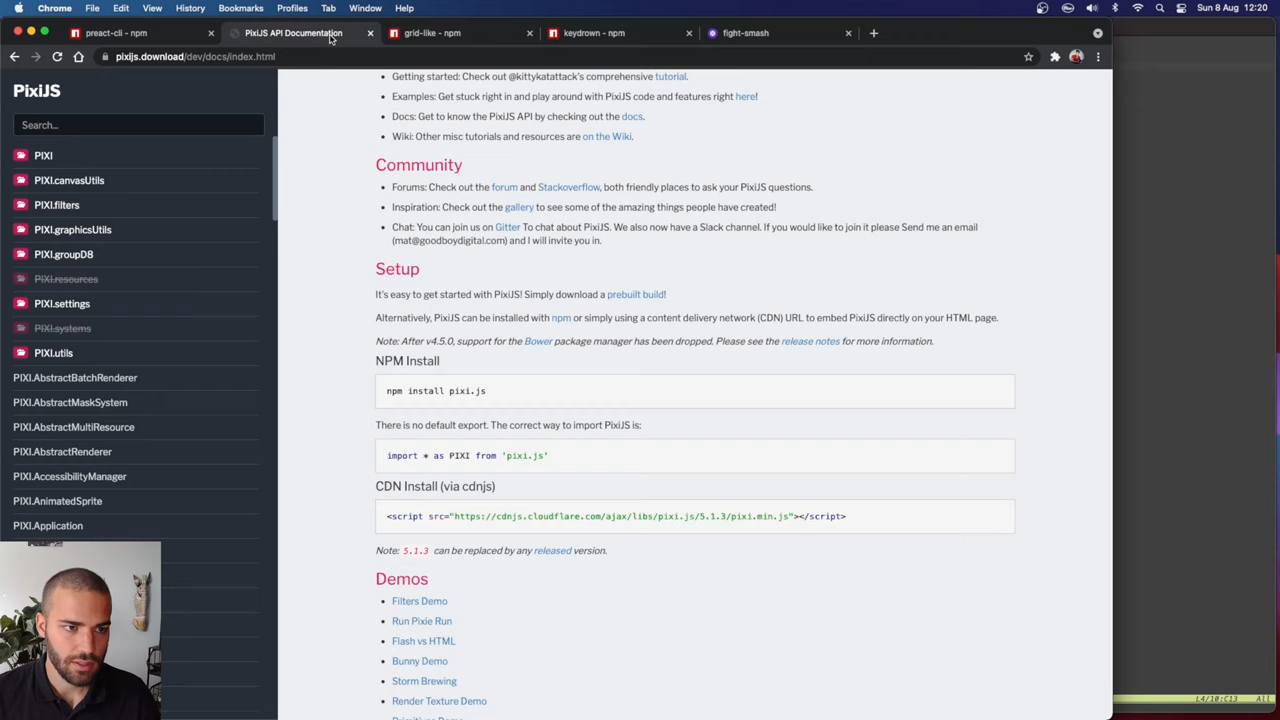 Chrome File Edit View History Bookmarks Profiles Tab Window Help Sun 8 Aug 12:20
preact-cli - npm PixiJS API Documentation grid-like - npm keydrown - npm fight-smash
pixijs.download/dev/docs/index.html
PixiJS
Search...
PIXI
PIXI.canvasUtils
PIXI.filters
PIXI.graphicsUtils
PIXI.groupD8
PIXI.resources
PIXI.settings
PIXI.systems
PIXI.utils
PIXI.AbstractBatchRenderer
PIXI.AbstractMaskSystem
PIXI.AbstractMultiResource
PIXI.AbstractRenderer
PIXI.AccessibilityManager
PIXI.AnimatedSprite
PIXI.Application
Getting started: Check out @kittykatattack's comprehensive tutorial.
Examples: Get stuck right in and play around with PixiJS code and features right here!
Docs: Get to know the PixiJS API by checking out the docs.
Wiki: Other misc tutorials and resources are on the Wiki.
Community
Forums: Check out the forum and Stackoverflow, both friendly places to ask your PixiJS questions.
Inspiration: Check out the gallery to see some of the amazing things people have created!
Chat: You can join us on Gitter To chat about PixiJS. We also now have a Slack channel. If you would like to join it please Send me an email
(mat@goodboydigital.com) and I will invite you in.
Setup
It's easy to get started with PixiJS! Simply download a prebuilt build!
Alternatively, PixiJS can be installed with npm or simply using a content delivery network (CDN) URL to embed PixiJS directly on your HTML page.
Note: After v4.5.0, support for the Bower package manager has been dropped. Please see the release notes for more information.
NPM Install
npm install pixi.js
There is no default export. The correct way to import PixiJS is:
import * as PIXI from 'pixi.js'
CDN Install (via cdnjs)
<script src="https://cdnjs.cloudflare.com/ajax/libs/pixi.js/5.1.3/pixi.min.js"></script>
Note: 5.1.3 can be replaced by any released version.
Demos
Filters Demo
Run Pixie Run
Flash vs HTML
Bunny Demo
Storm Brewing
Render Texture Demo
Primitives Demo
L4/10:C13 All